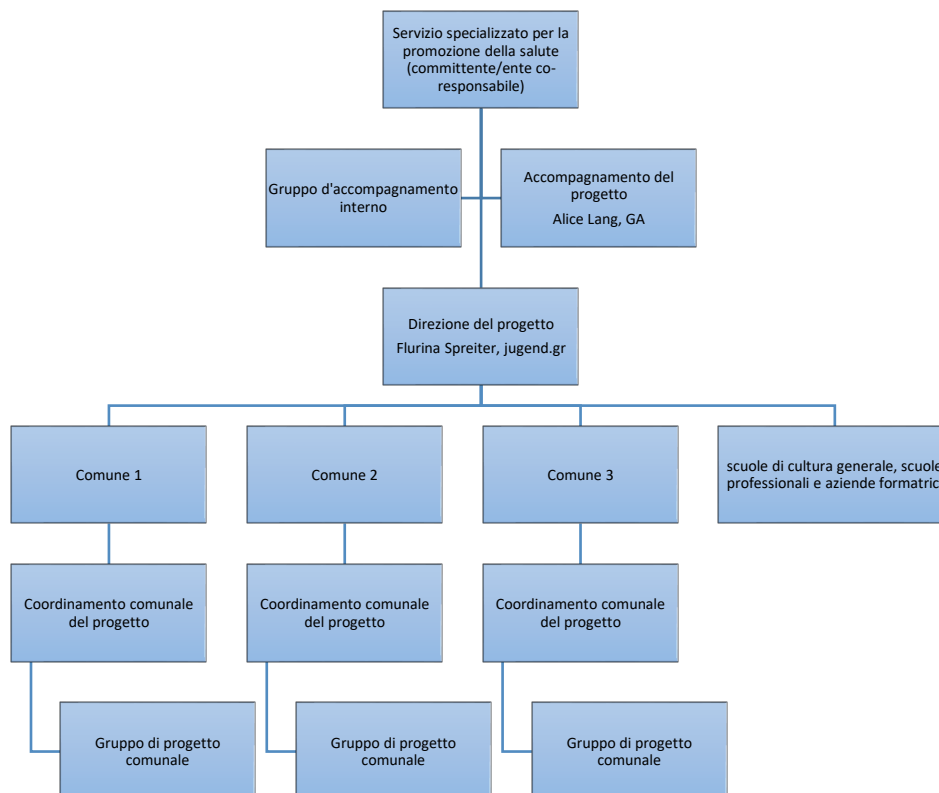 Servizio specializzato per la
promozione della salute
(committente/ente co-
responsabile)
Gruppo d'accompagnamento
interno
Accompagnamento del
progetto
Alice Lang, GA
Direzione del progetto
Flurina Spreiter, jugend.gr
Comune 1
Comune 2
Comune 3
scuole di cultura generale, scuole
professionali e aziende formatric
Coordinamento comunale
del progetto
Coordinamento comunale
del progetto
Coordinamento comunale
del progetto
Gruppo di progetto
comunale
Gruppo di progetto
comunale
Gruppo di progetto
comunale